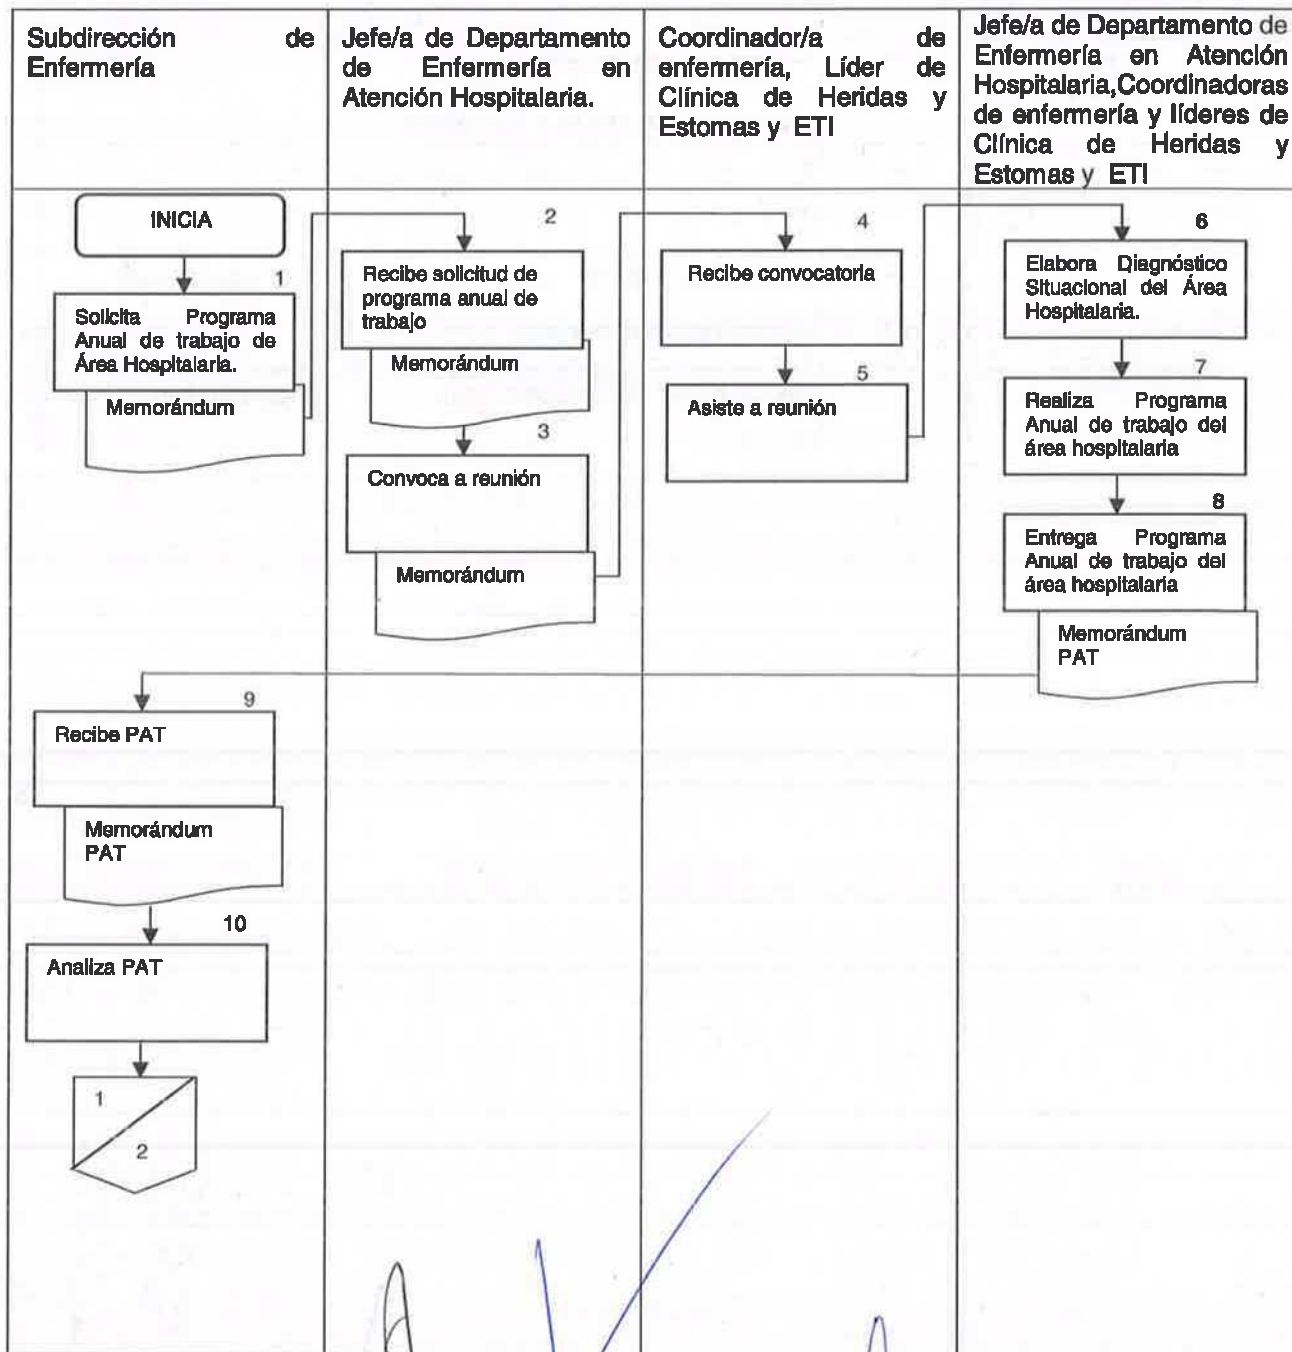 Subdirección de
Enfermería
Jefe/a de Departamento
de Enfermería en
Atención Hospitalaria.
Coordinador/a de
enfermería, Líder de
Clínica de Heridas y
Estomas y ETI
Jefe/a de Departamento de
Enfermería en Atención
Hospitalaria,Coordinadoras
de enfermería y líderes de
Clínica de Heridas y
Estomas y ETI
INICIA
1
Solicita Programa
Anual de trabajo de
Área Hospitalaria.
Memorándum
2
Recibe solicitud de
programa anual de
trabajo
Memorándum
3
Convoca a reunión
Memorándum
4
Recibe convocatoria
5
Asiste a reunión
6
Elabora Diagnóstico
Situacional del Área
Hospitalaria.
7
Realiza Programa
Anual de trabajo del
área hospitalaria
8
Entrega Programa
Anual de trabajo del
área hospitalaria
Memorándum
PAT
9
Recibe PAT
Memorándum
PAT
10
Analiza PAT
1
2